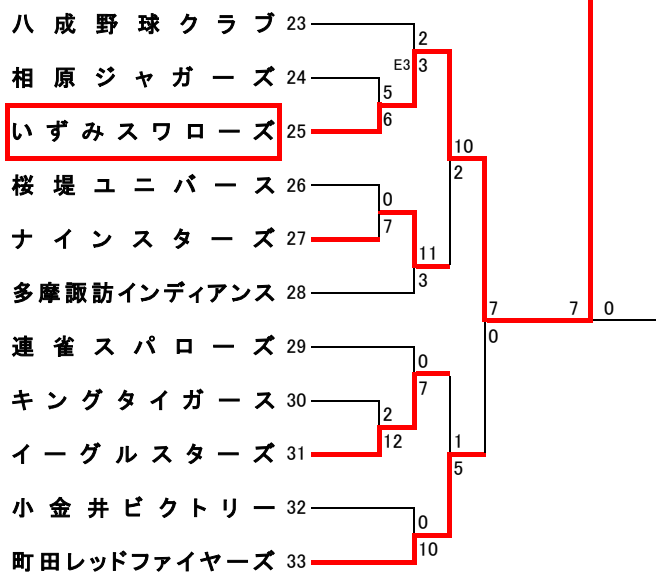 八成野球クラブ 23
2
E3 3
相原ジャガーズ 24
5
6
いずみスワローズ 25
10
2
桜堤ユニバース 26
0
7
ナインスターズ 27
11
3
多摩諏訪インディアンス 28
7 7 0
0
連雀スパローズ 29
0
7
キングタイガース 30
2
12
イーグルスターズ 31
1
5
小金井ビクトリー 32
0
10
町田レッドファイヤーズ 33